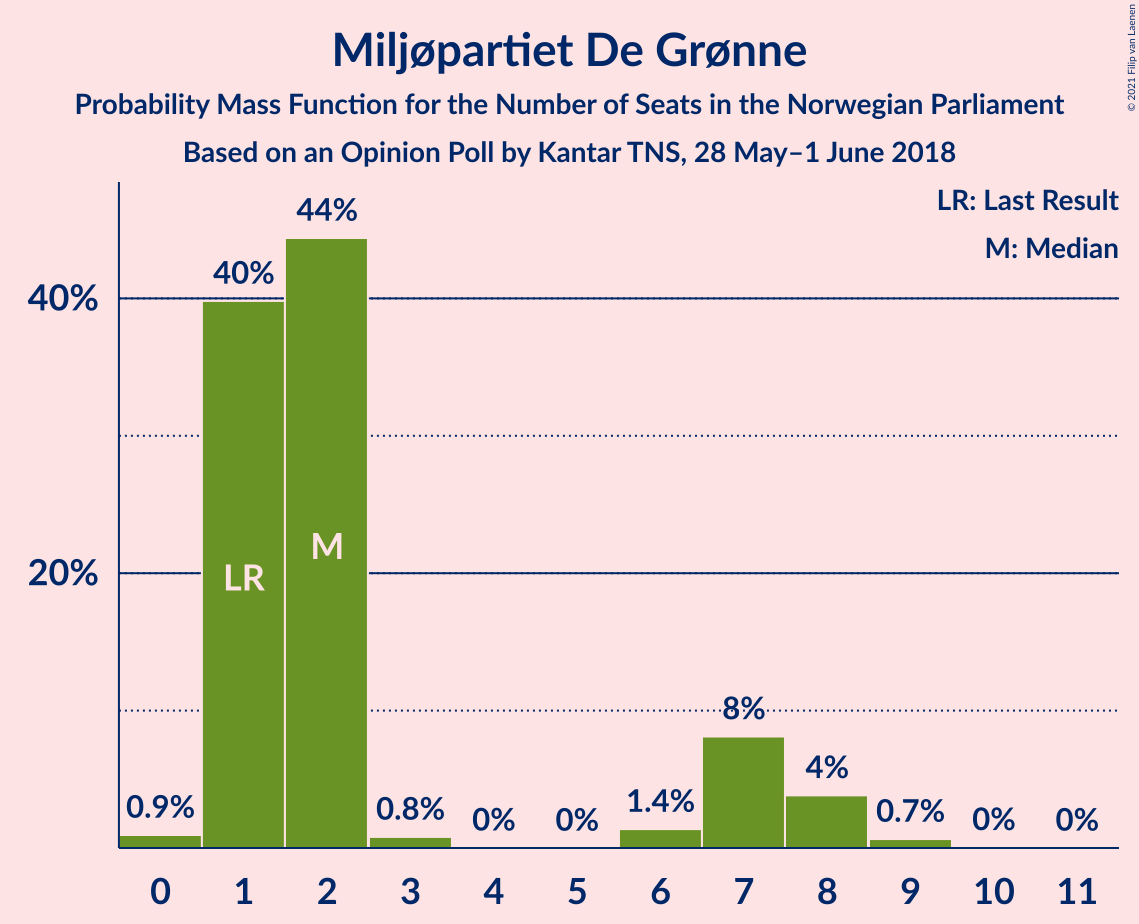 Miljøpartiet De Grønne
Probability Mass Function for the Number of Seats in the Norwegian Parliament
Based on an Opinion Poll by Kantar TNS, 28 May–1 June 2018
© 2021 Filip van Laenen
LR: Last Result
M: Median
44%
40%
40%
M
LR
20%
8%
4%
0.9%
0.8%
0%
0%
1.4%
0.7%
0%
0%
0 1 2 3 4 5 6 7 8 9 10 11